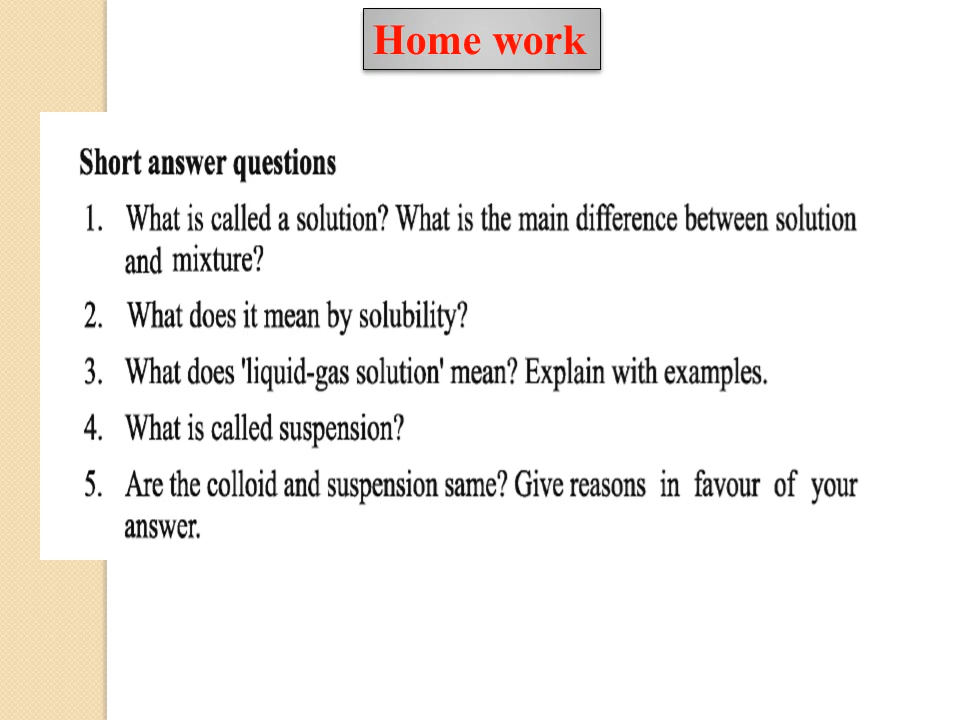 Home work
Short answer questions
1. What is called a solution? What is the main difference between solution
and mixture?
2. What does it mean by solubility?
3. What does 'liquid-gas solution' mean? Explain with examples.
4. What is called suspension?
5. Are the colloid and suspension same? Give reasons in favour of your
answer.